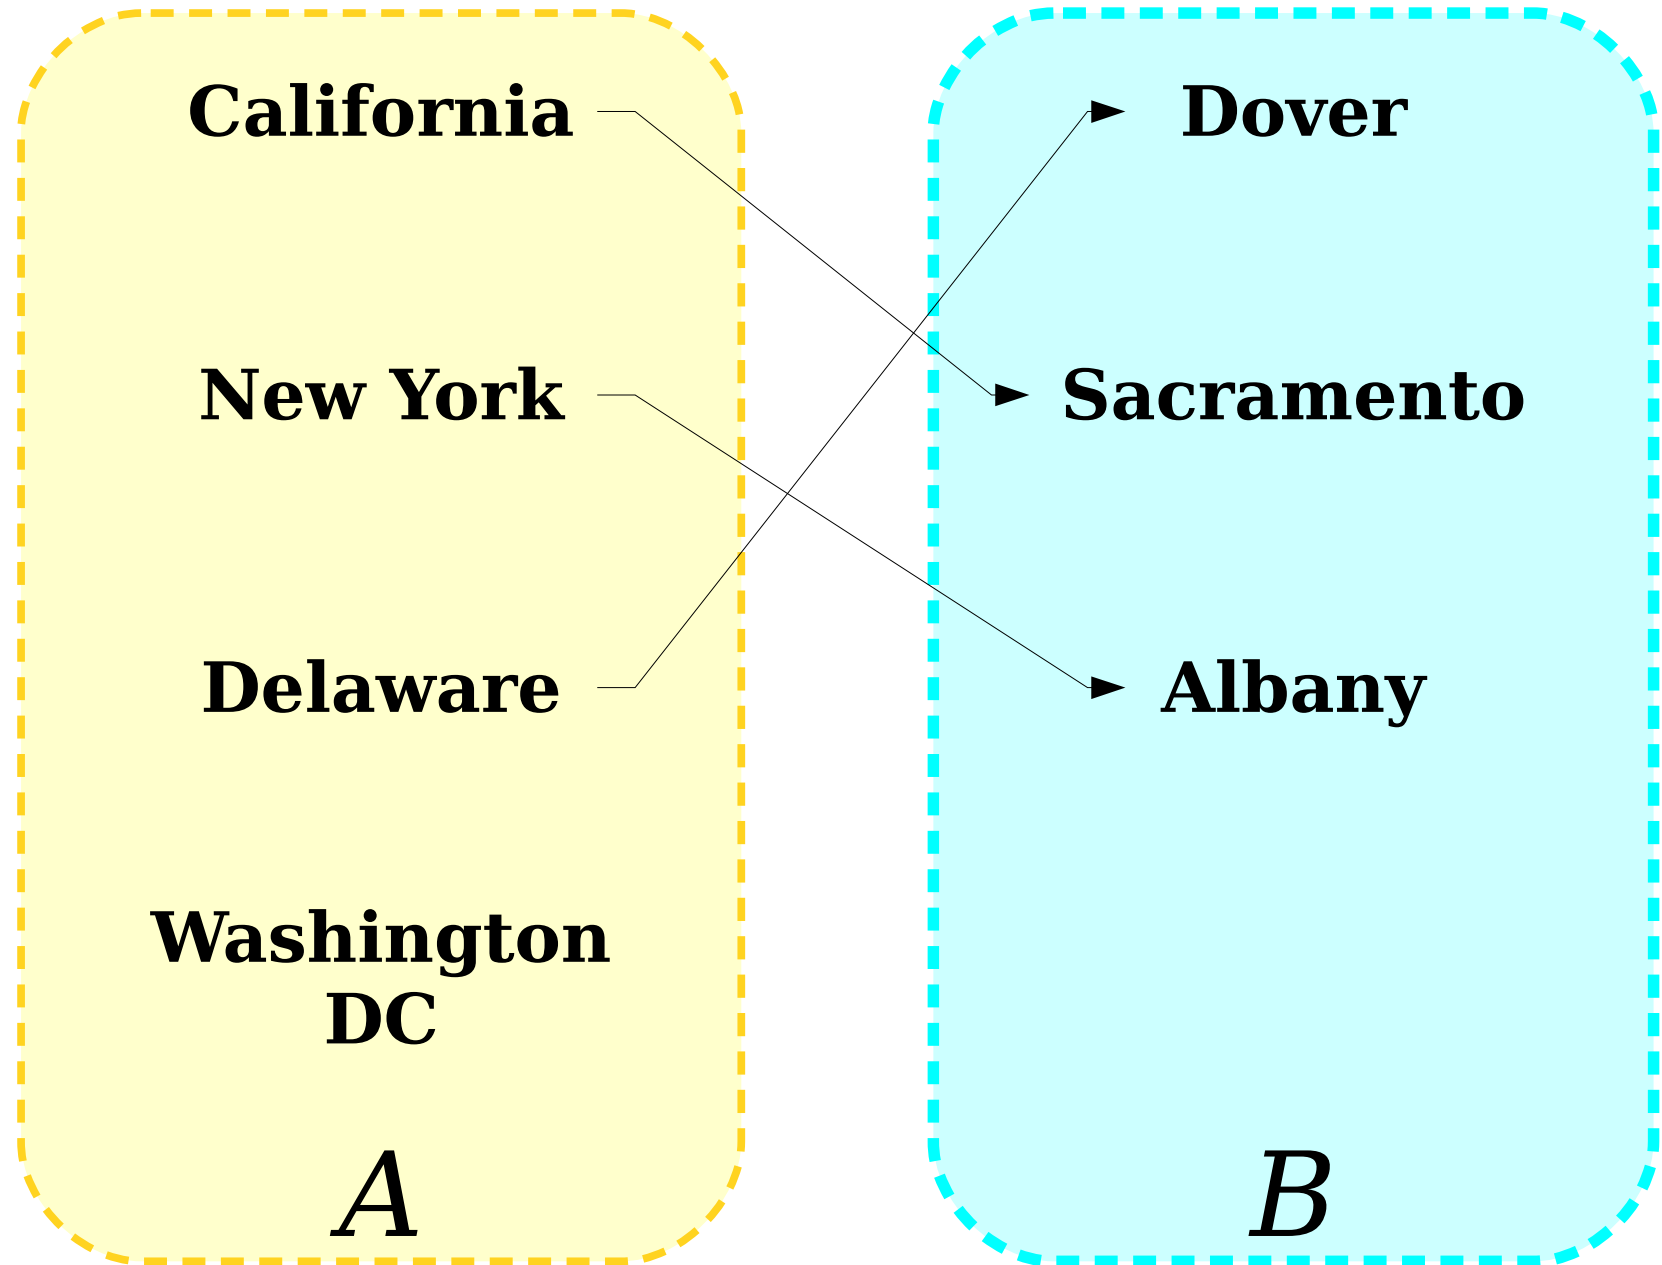 California
New York
Delaware
Washington
DC
A
Dover
Sacramento
Albany
B